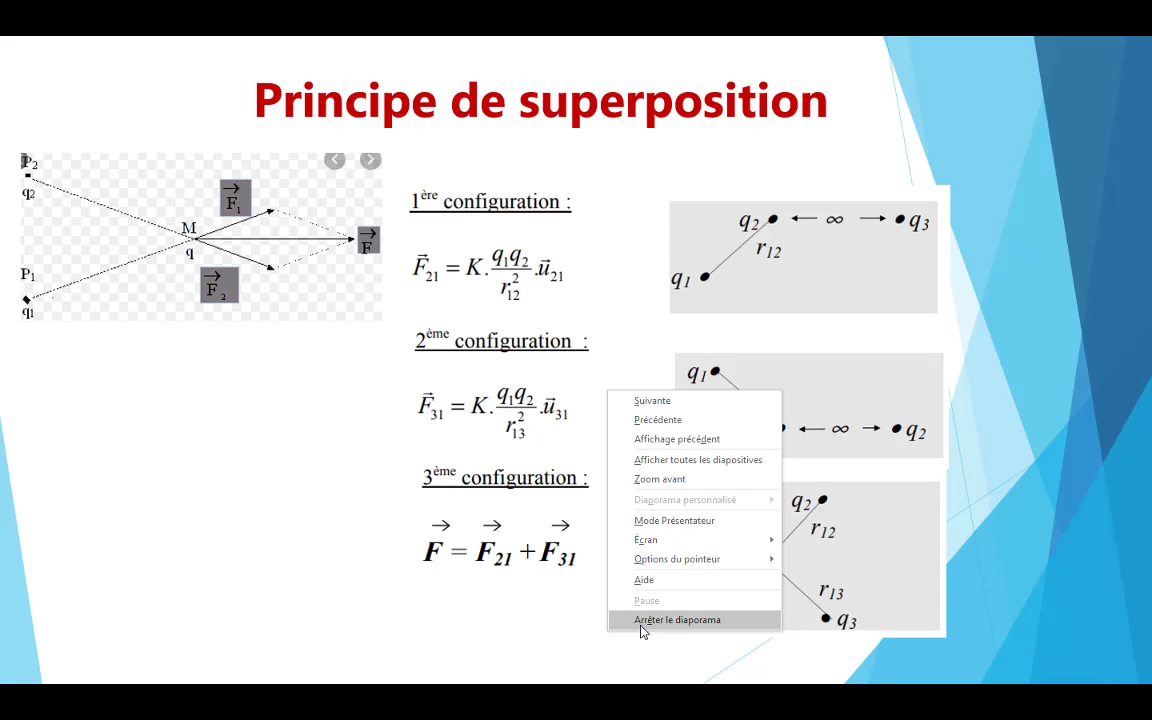 Principe de superposition
P2
q2
F1
M
q
F
P1
F2
q1
1ère configuration :
F21 = K. q1q2 / r12² .u21
q2 ← ∞ → q3
r12
q1
2ème configuration :
F31 = K. q1q2 / r13² .u31
q1
← ∞ → q2
3ème configuration :
F = F21 + F31
q2
r12
r13
q3
Suivante
Précédente
Affichage précédent
Afficher toutes les diapositives
Zoom avant
Diaporama personnalisé
Mode Présentateur
Écran
Options du pointeur
Aide
Pause
Arrêter le diaporama